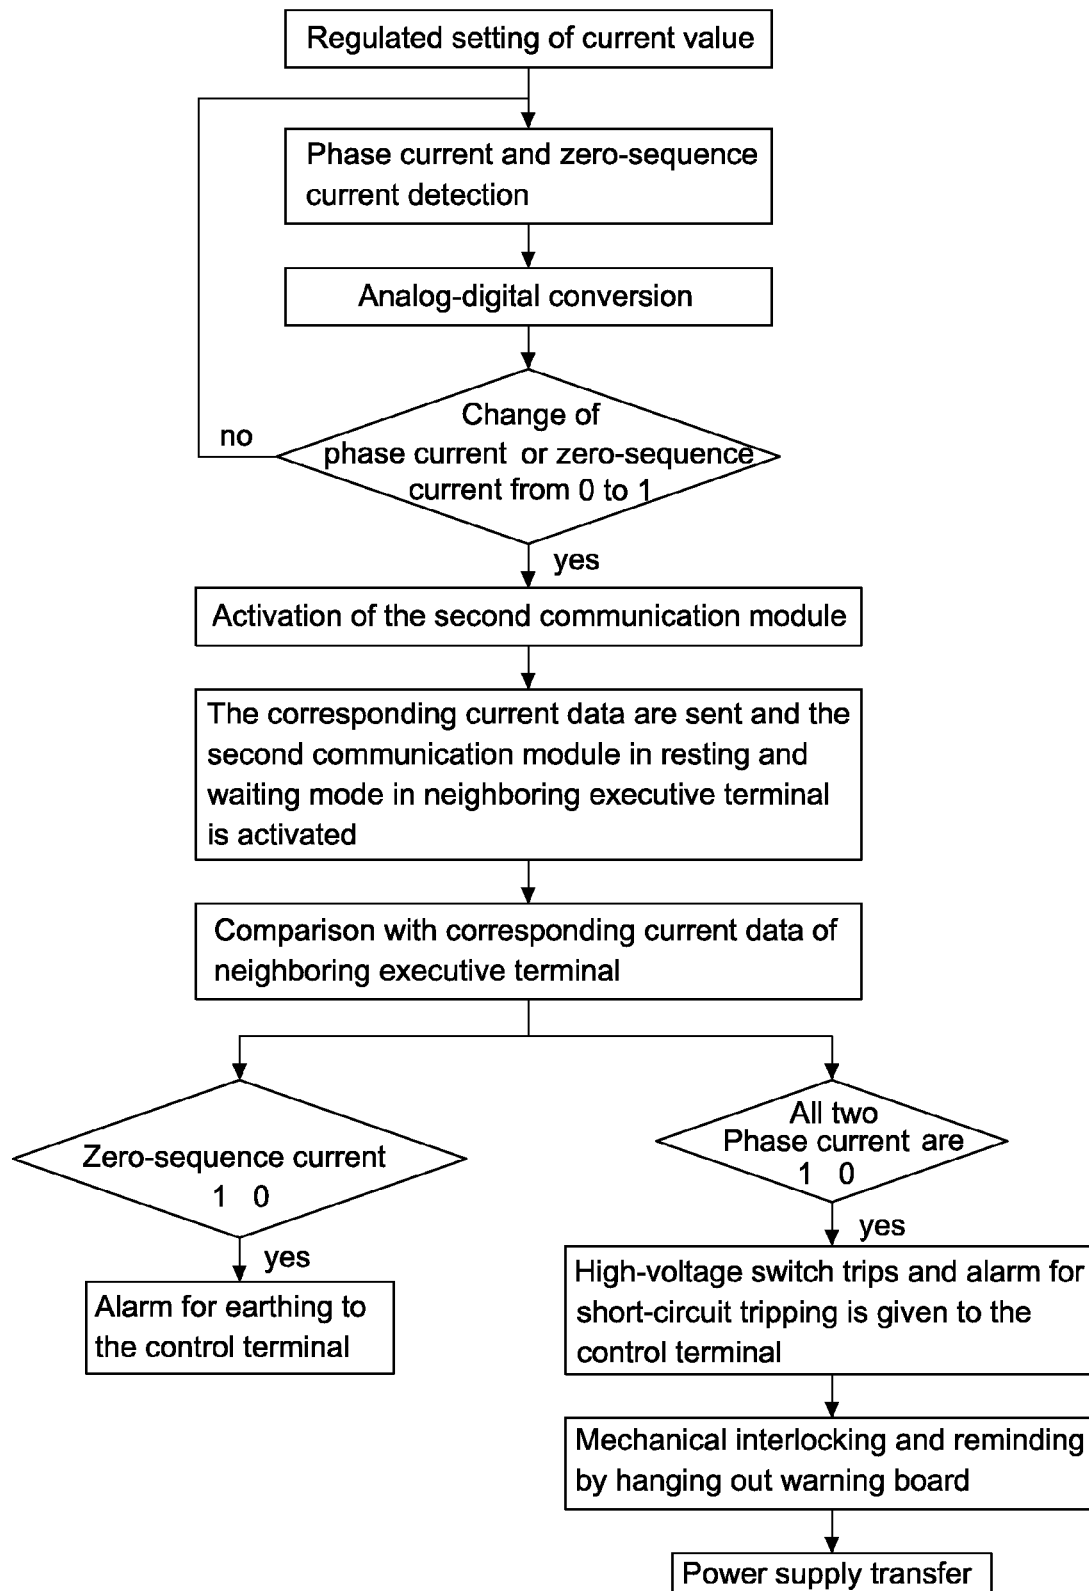 Regulated setting of current value
Phase current and zero-sequence
current detection
Analog-digital conversion
Change of
phase current or zero-sequence
current from 0 to 1
no
yes
Activation of the second communication module
The corresponding current data are sent and the
second communication module in resting and
waiting mode in neighboring executive terminal
is activated
Comparison with corresponding current data of
neighboring executive terminal
Zero-sequence current
1 0
yes
Alarm for earthing to
the control terminal
All two
Phase current are
1 0
yes
High-voltage switch trips and alarm for
short-circuit tripping is given to the
control terminal
Mechanical interlocking and reminding
by hanging out warning board
Power supply transfer